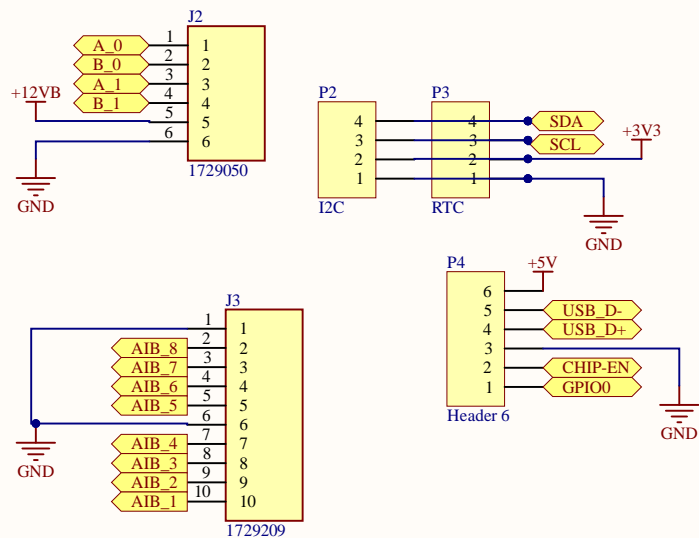 J2
A_0 1 1
B_0 2 2
A_1 3 3
B_1 4 4
+12VB 5 5
6 6
GND
1729050
P2 P3
4 4 SDA
3 3 SCL
+3V3
2 2
1 1
I2C RTC
GND
J3
1 1
AIB_8 2 2
AIB_7 3 3
AIB_6 4 4
AIB_5 5 5
6 6
AIB_4 7 7
AIB_3 8 8
AIB_2 9 9
AIB_1 10 10
GND
1729209
P4
+5V
6
5 USB_D-
4 USB_D+
3
2 CHIP-EN
1 GPIO0
Header 6
GND